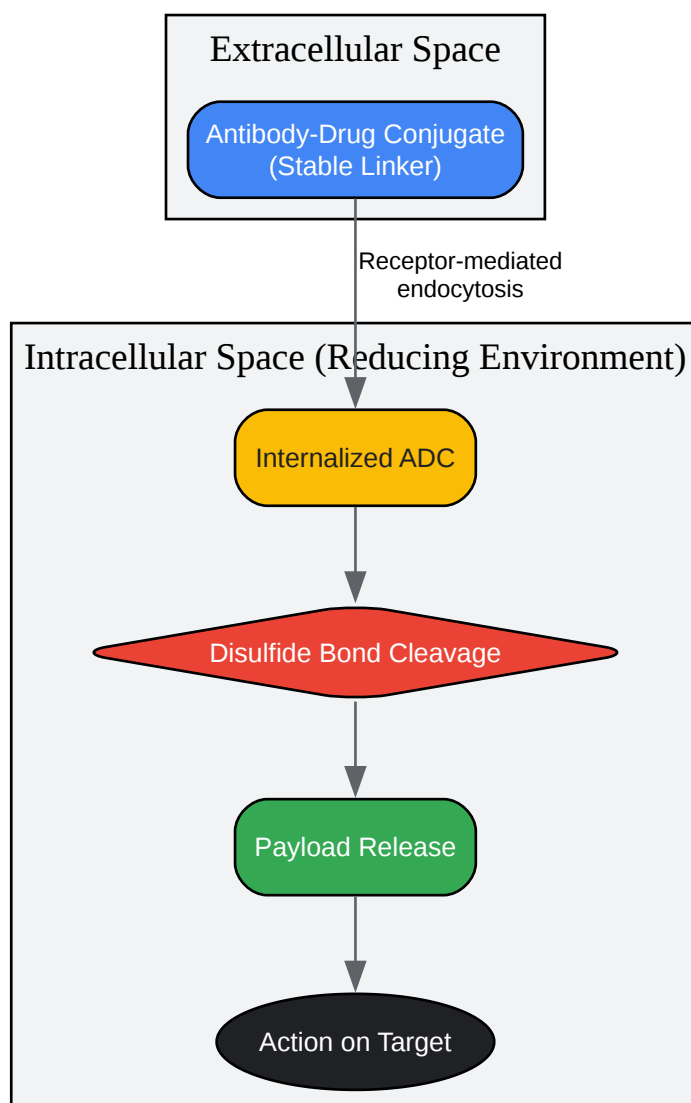 Extracellular Space
Antibody-Drug Conjugate
(Stable Linker)
Receptor-mediated
endocytosis
Intracellular Space (Reducing Environment)
Internalized ADC
Disulfide Bond Cleavage
Payload Release
Action on Target